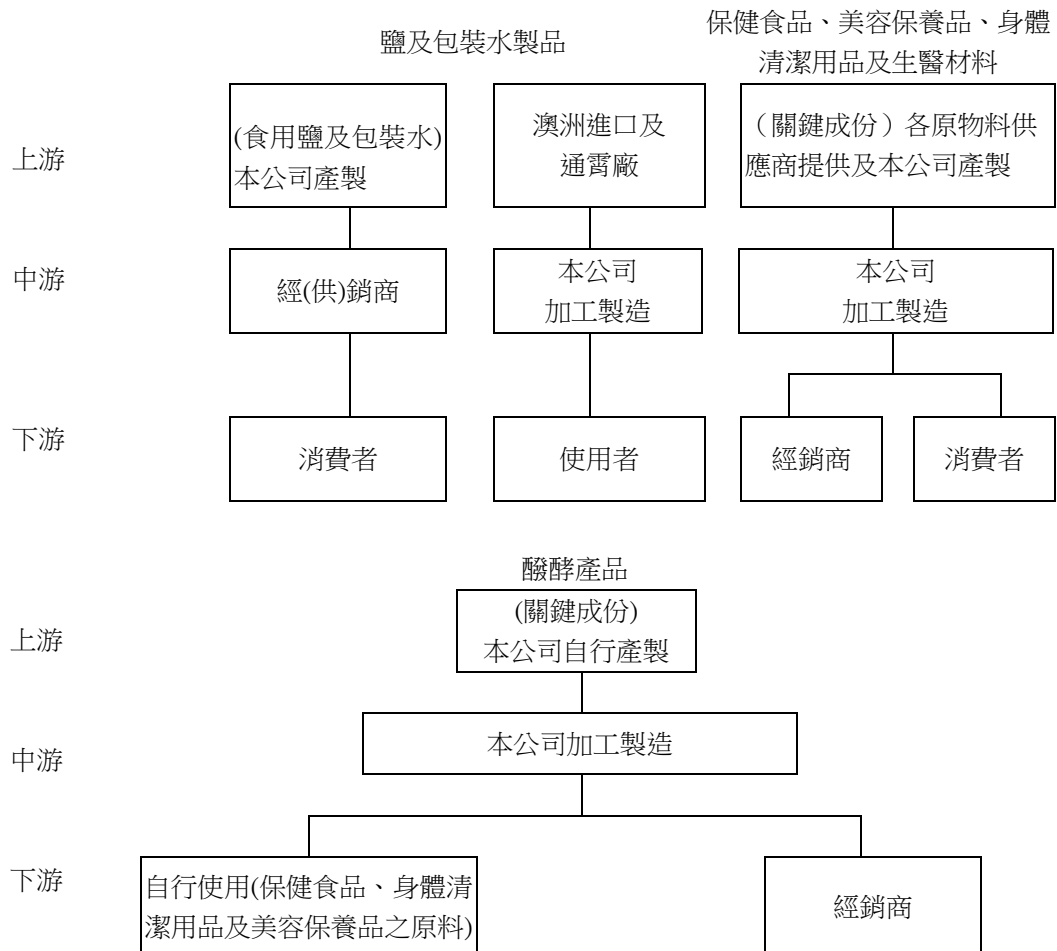 鹽及包裝水製品
保健食品、美容保養品、身體
清潔用品及生醫材料
上游
(食用鹽及包裝水)
本公司產製
澳洲進口及
通霄廠
（關鍵成份）各原物料供
應商提供及本公司產製
中游
經(供)銷商
本公司
加工製造
本公司
加工製造
下游
消費者
使用者
經銷商
消費者
醱酵產品
上游
(關鍵成份)
本公司自行產製
中游
本公司加工製造
下游
自行使用(保健食品、身體清
潔用品及美容保養品之原料)
經銷商